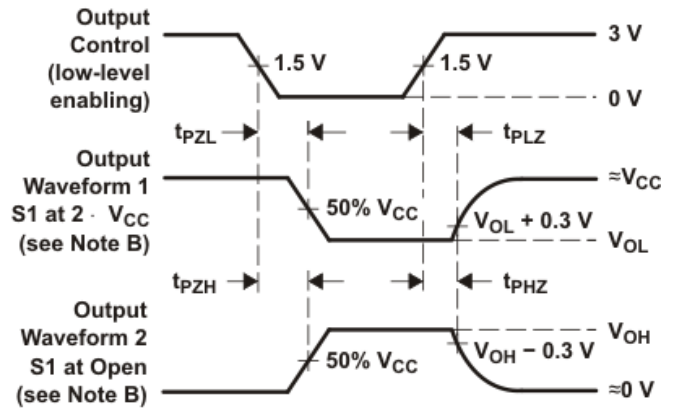 Output
Control
(low-level
enabling)
3 V
1.5 V
1.5 V
0 V
tPZL
tPLZ
Output
Waveform 1
S1 at 2 · VCC
(see Note B)
≈VCC
50% VCC
VOL + 0.3 V
VOL
tPZH
tPHZ
Output
Waveform 2
S1 at Open
(see Note B)
VOH
50% VCC
VOH − 0.3 V
≈0 V